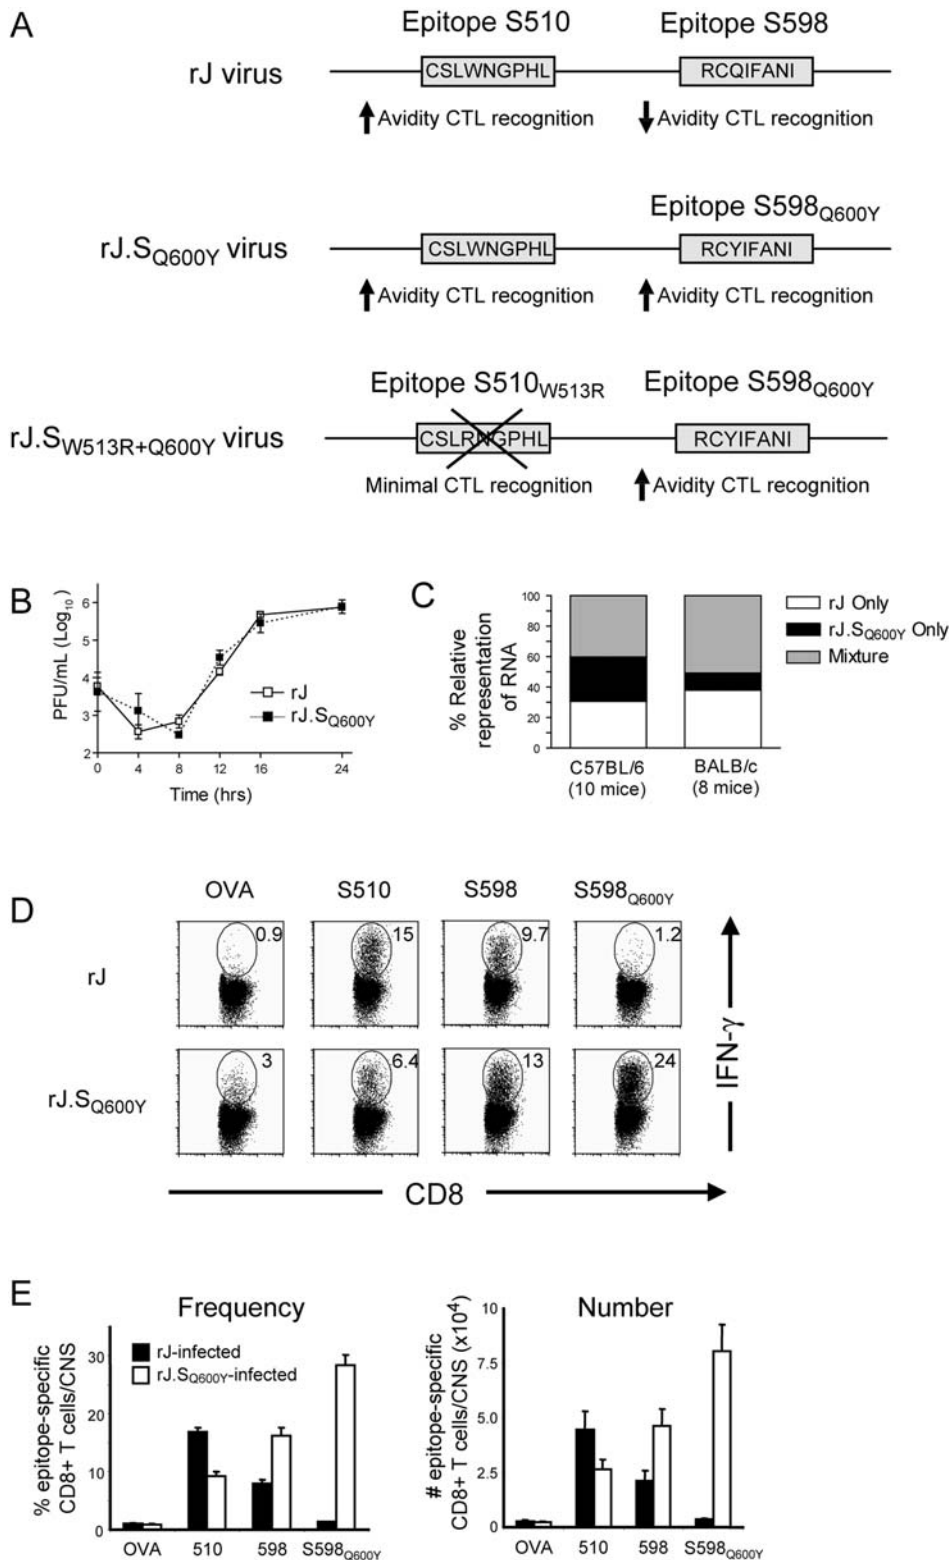 A
Epitope S510 Epitope S598
rJ virus CSLWNGPHL RCQIFANI
Avidity CTL recognition Avidity CTL recognition
Epitope S598Q600Y
rJ.SQ600Y virus CSLWNGPHL RCYIFANI
Avidity CTL recognition Avidity CTL recognition
Epitope S510W513R Epitope S598Q600Y
rJ.SW513R+Q600Y virus CSLRNGPHL RCYIFANI
Minimal CTL recognition Avidity CTL recognition
B
PFU/mL (Log10)
6
5
4
3
2
rJ
rJ.SQ600Y
0 4 8 12 16 24
Time (hrs)
C
% Relative
representation
of RNA
100
90
80
70
60
50
40
30
20
10
0
C57BL/6 BALB/c
(10 mice) (8 mice)
rJ Only
rJ.SQ600Y Only
Mixture
D
OVA S510 S598 S598Q600Y
rJ 0.9 15 9.7 1.2
rJ.SQ600Y 3 6.4 13 24
IFN-γ
CD8
E
Frequency
% epitope-specific
CD8+ T cells/CNS
30
20
10
0
rJ-infected
rJ.SQ600Y-infected
OVA 510 598 S598Q600Y
Number
# epitope-specific
CD8+ T cells/CNS (x10⁴)
10
7.5
5.0
2.5
0
OVA 510 598 S598Q600Y